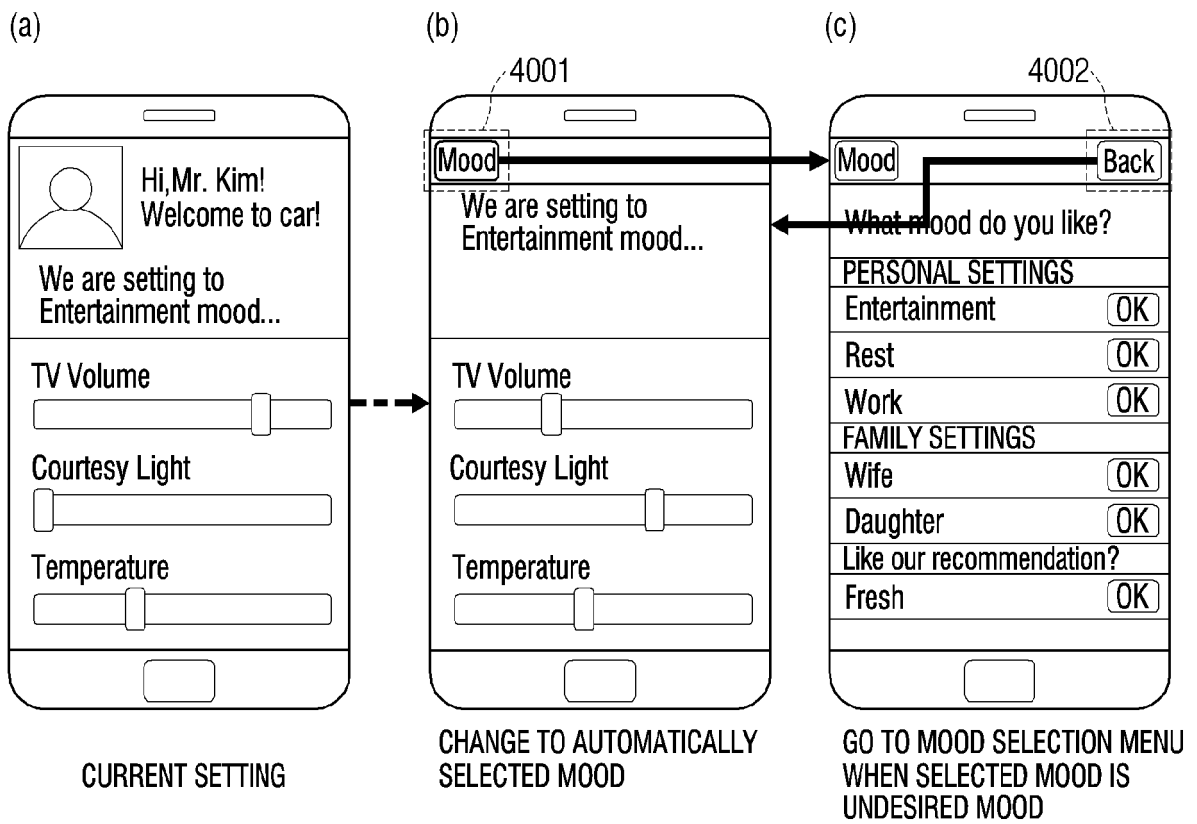 (a)
Hi,Mr. Kim!
Welcome to car!
We are setting to
Entertainment mood...
TV Volume
Courtesy Light
Temperature
CURRENT SETTING
(b)
4001
Mood
We are setting to
Entertainment mood...
TV Volume
Courtesy Light
Temperature
CHANGE TO AUTOMATICALLY
SELECTED MOOD
(c)
4002
Mood
Back
What mood do you like?
PERSONAL SETTINGS
Entertainment OK
Rest OK
Work OK
FAMILY SETTINGS
Wife OK
Daughter OK
Like our recommendation?
Fresh OK
GO TO MOOD SELECTION MENU
WHEN SELECTED MOOD IS
UNDESIRED MOOD